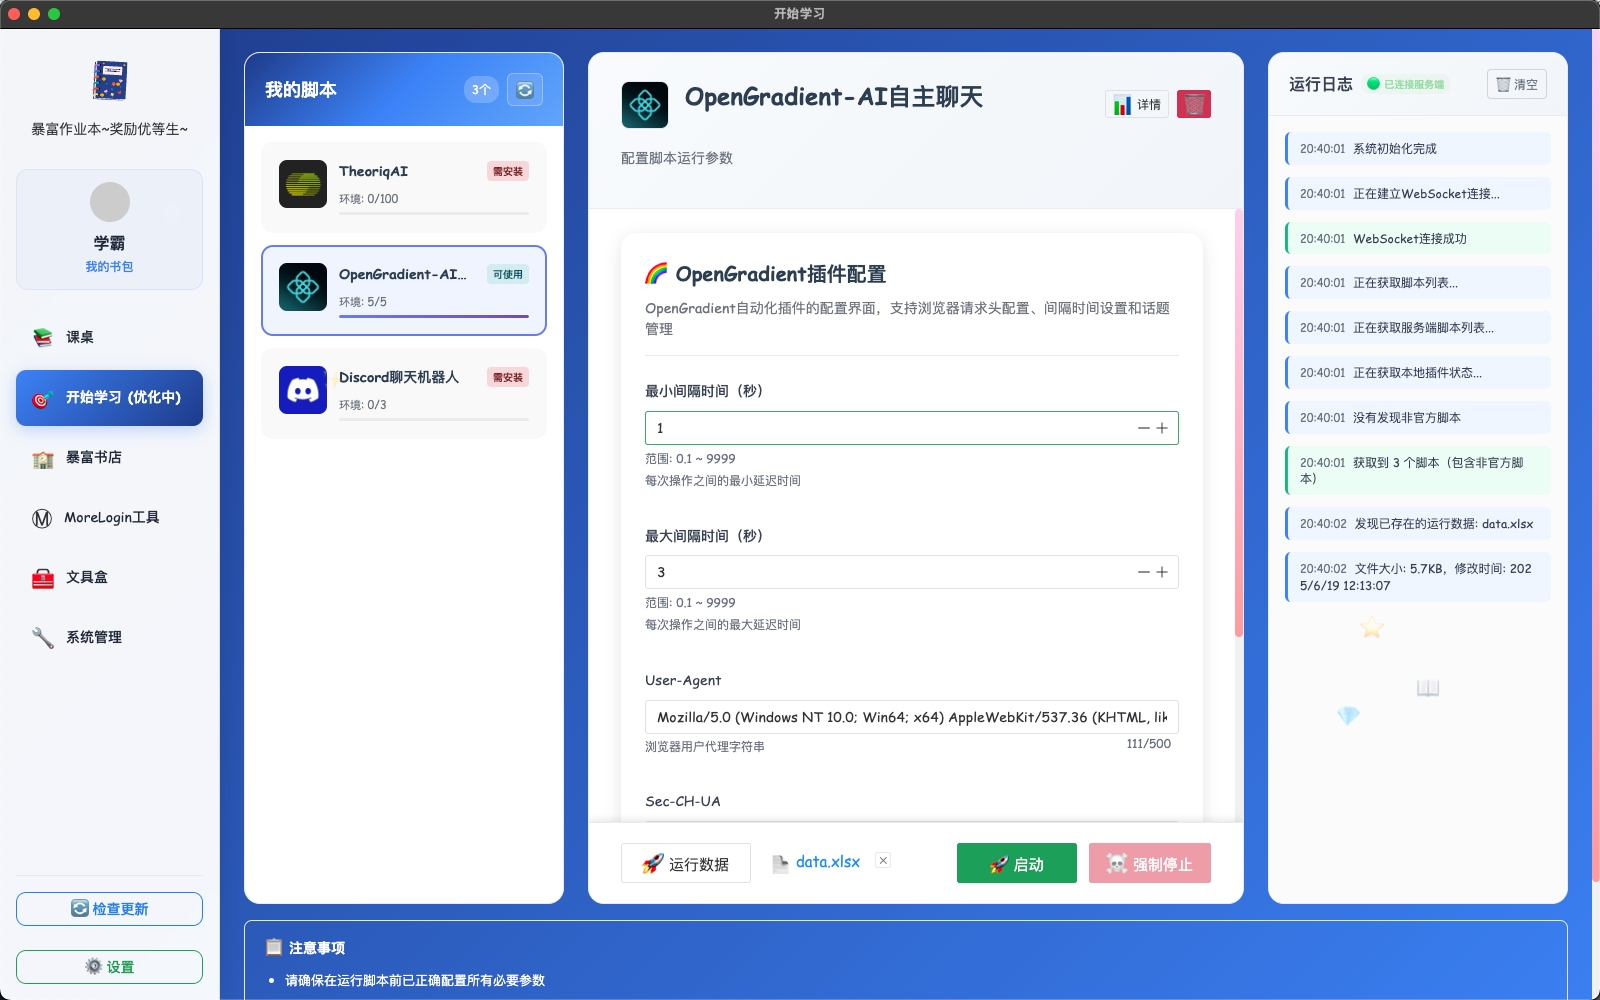 开始学习
暴富作业本~奖励优等生~
学霸
我的书包
课桌
开始学习 (优化中)
暴富书店
MoreLogin工具
文具盒
系统管理
检查更新
设置
我的脚本
3个
TheoriqAI
需安装
环境: 0/100
OpenGradient-AI...
可使用
环境: 5/5
Discord聊天机器人
需安装
环境: 0/3
OpenGradient-AI自主聊天
详情
配置脚本运行参数
OpenGradient插件配置
OpenGradient自动化插件的配置界面，支持浏览器请求头配置、间隔时间设置和话题
管理
最小间隔时间（秒）
1
范围: 0.1 ~ 9999
每次操作之间的最小延迟时间
最大间隔时间（秒）
3
范围: 0.1 ~ 9999
每次操作之间的最大延迟时间
User-Agent
Mozilla/5.0 (Windows NT 10.0; Win64; x64) AppleWebKit/537.36 (KHTML, lik
浏览器用户代理字符串
111/500
Sec-CH-UA
运行数据
data.xlsx
启动
强制停止
运行日志
已连接服务端
清空
20:40:01 系统初始化完成
20:40:01 正在建立WebSocket连接...
20:40:01 WebSocket连接成功
20:40:01 正在获取脚本列表...
20:40:01 正在获取服务端脚本列表...
20:40:01 正在获取本地插件状态...
20:40:01 没有发现非官方脚本
20:40:01 获取到 3 个脚本（包含非官方脚
本）
20:40:02 发现已存在的运行数据: data.xlsx
20:40:02 文件大小: 5.7KB，修改时间: 202
5/6/19 12:13:07
注意事项
• 请确保在运行脚本前已正确配置所有必要参数